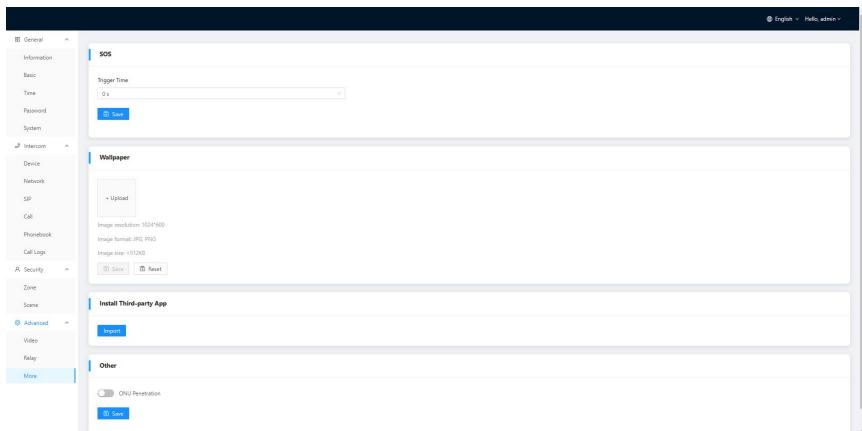 English
Hello, admin
General
Information
Basic
Time
Password
System
Intercom
Device
Network
SIP
Call
Phonebook
Call Logs
Security
Zone
Scene
Advanced
Video
Relay
More
SOS
Trigger Time
0 s
Save
Wallpaper
+ Upload
Image resolution: 1024*600
Image format: JPG, PNG
Image size: <512KB
Save
Reset
Install Third-party App
Import
Other
ONU Penetration
Save